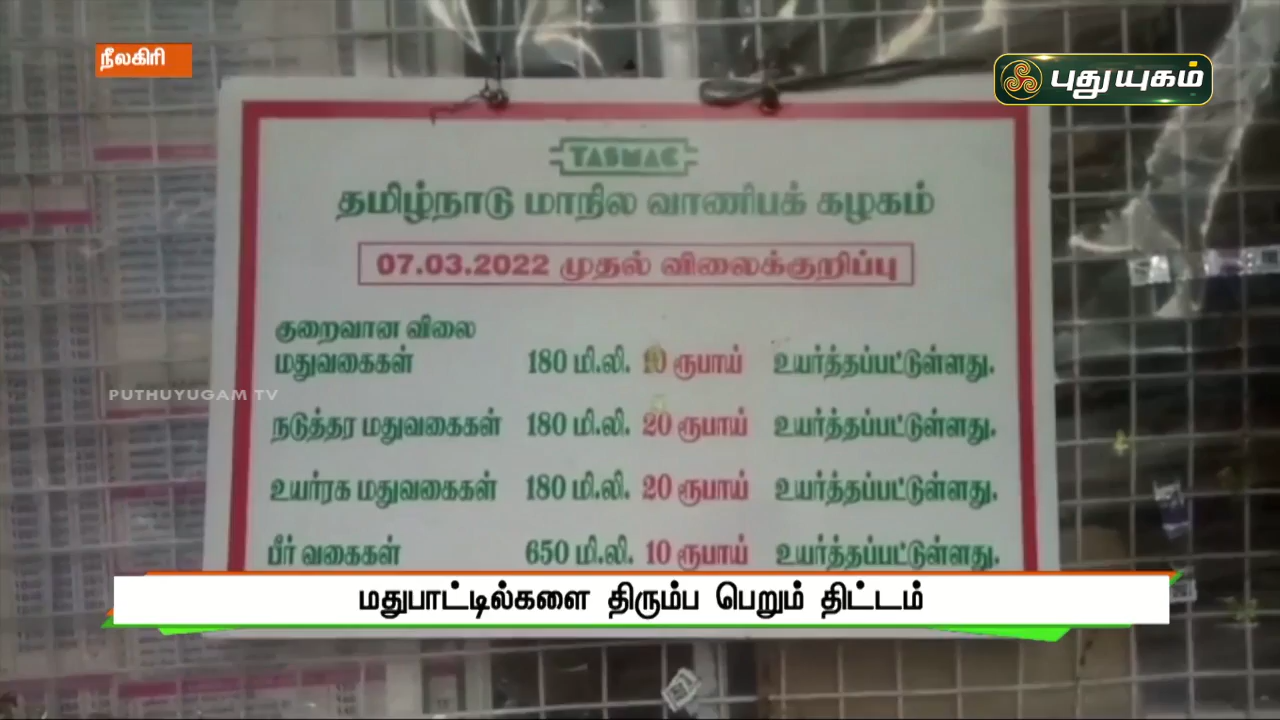 நீலகிரி
புதுயுகம்
TASMAC
தமிழ்நாடு மாநில வாணிபக் கழகம்
07.03.2022 முதல் விலைக்குறிப்பு
குறைவான விலை
மதுவகைகள் 180 மி.லி. 10 ரூபாய் உயர்த்தப்பட்டுள்ளது.
PUTHUYUGAM TV
நடுத்தர மதுவகைகள் 180 மி.லி. 20 ரூபாய் உயர்த்தப்பட்டுள்ளது.
உயர்ரக மதுவகைகள் 180 மி.லி. 20 ரூபாய் உயர்த்தப்பட்டுள்ளது.
பீர் வகைகள் 650 மி.லி. 10 ரூபாய் உயர்த்தப்பட்டுள்ளது.
மதுபாட்டில்களை திரும்ப பெறும் திட்டம்